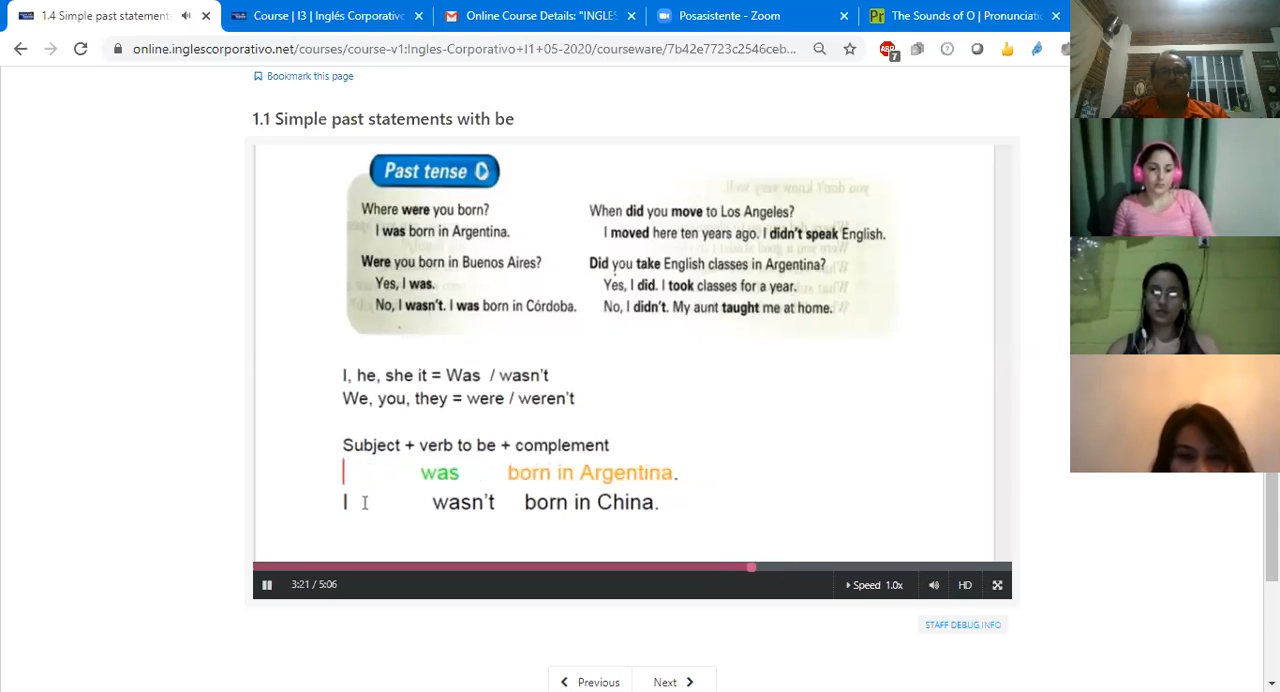 1.4 Simple past statements
Course | I3 | Inglés Corporativo
Online Course Details: "INGLES
Posasistente - Zoom
The Sounds of O | Pronunciati
online.inglescorporativo.net/courses/course-v1:Ingles-Corporativo+I1+05-2020/courseware/7b42e7723c2546ceb...
7
Bookmark this page
1.1 Simple past statements with be
Past tense
Where were you born?
I was born in Argentina.
Were you born in Buenos Aires?
Yes, I was.
No, I wasn't. I was born in Córdoba.
When did you move to Los Angeles?
I moved here ten years ago. I didn't speak English.
Did you take English classes in Argentina?
Yes, I did. I took classes for a year.
No, I didn't. My aunt taught me at home.
I, he, she it = Was / wasn't
We, you, they = were / weren't
Subject + verb to be + complement
I was born in Argentina.
I wasn't born in China.
3:21 / 5:06
Speed 1.0x
HD
STAFF DEBUG INFO
Previous
Next